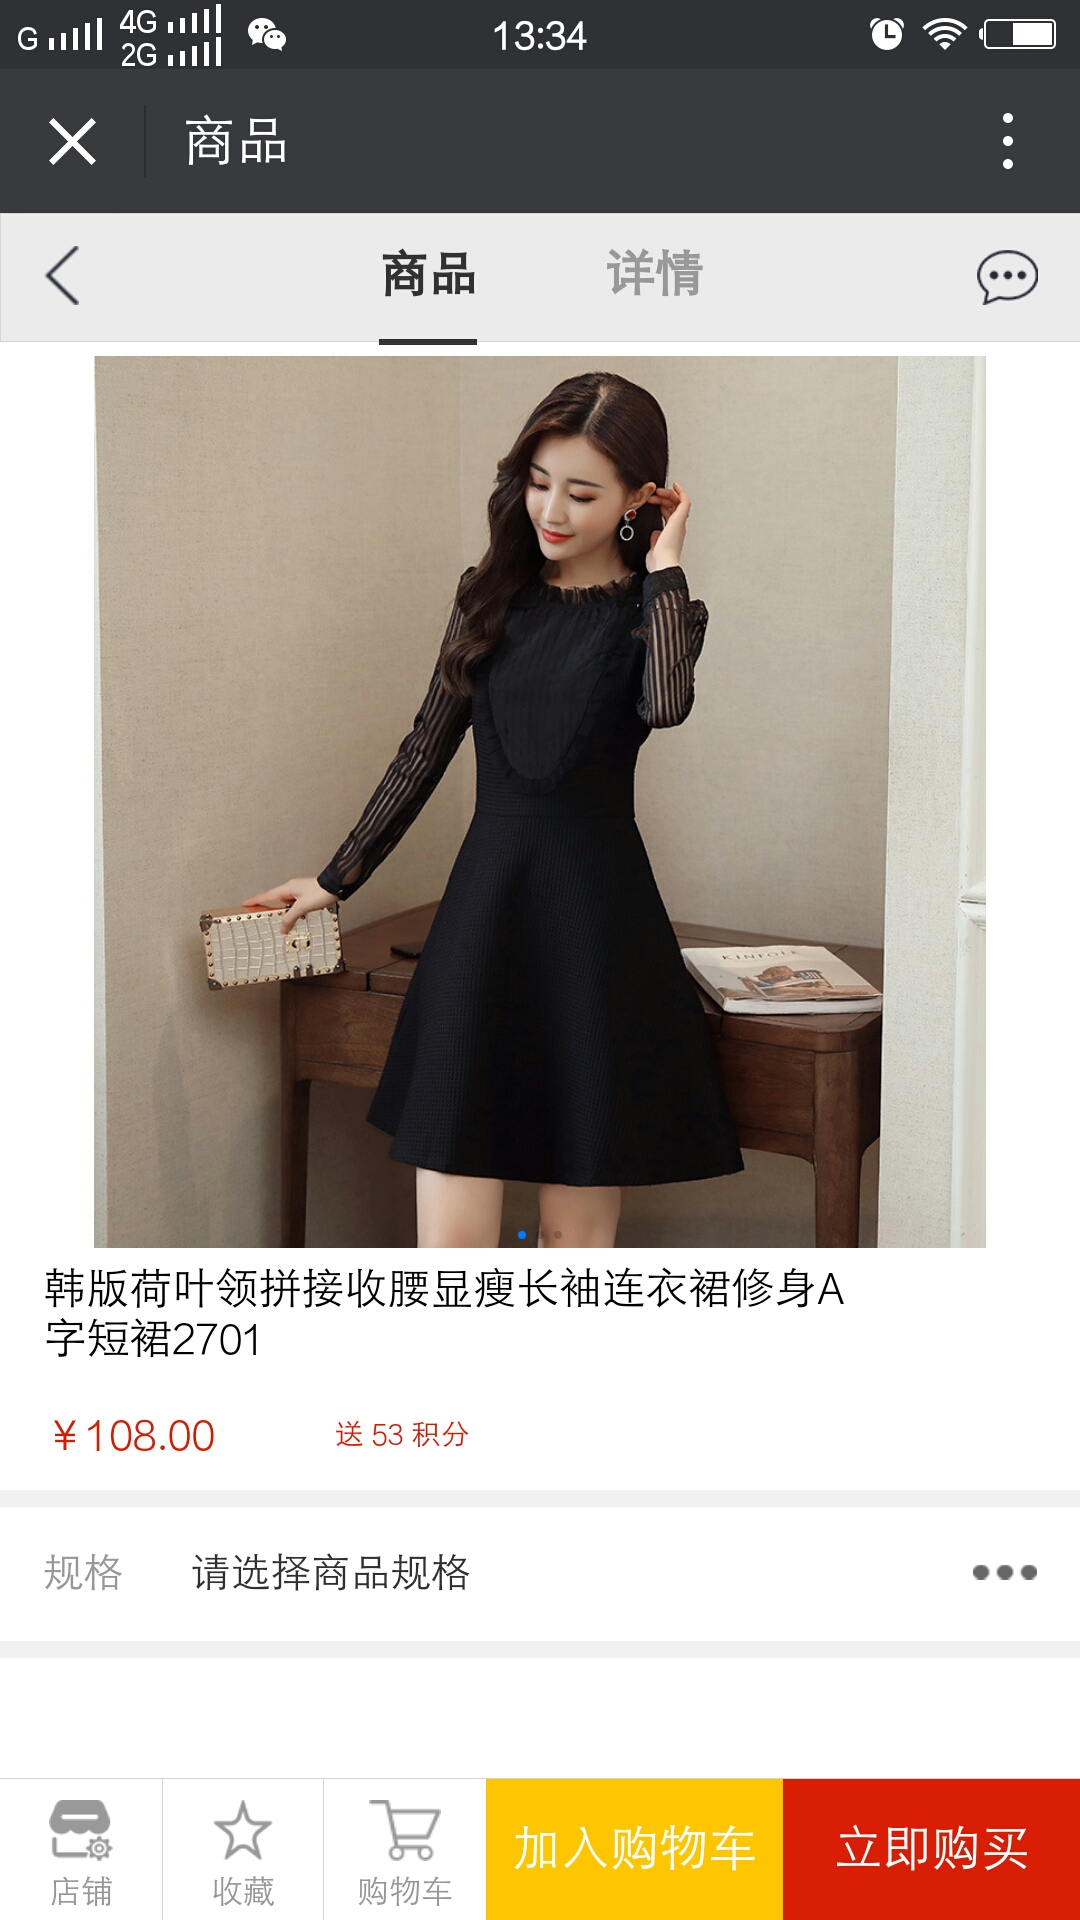 G 4G 2G 13:34
商品
商品 详情
KINFOLK
韩版荷叶领拼接收腰显瘦长袖连衣裙修身A
字短裙2701
¥108.00 送 53 积分
规格 请选择商品规格
店铺 收藏 购物车 加入购物车 立即购买